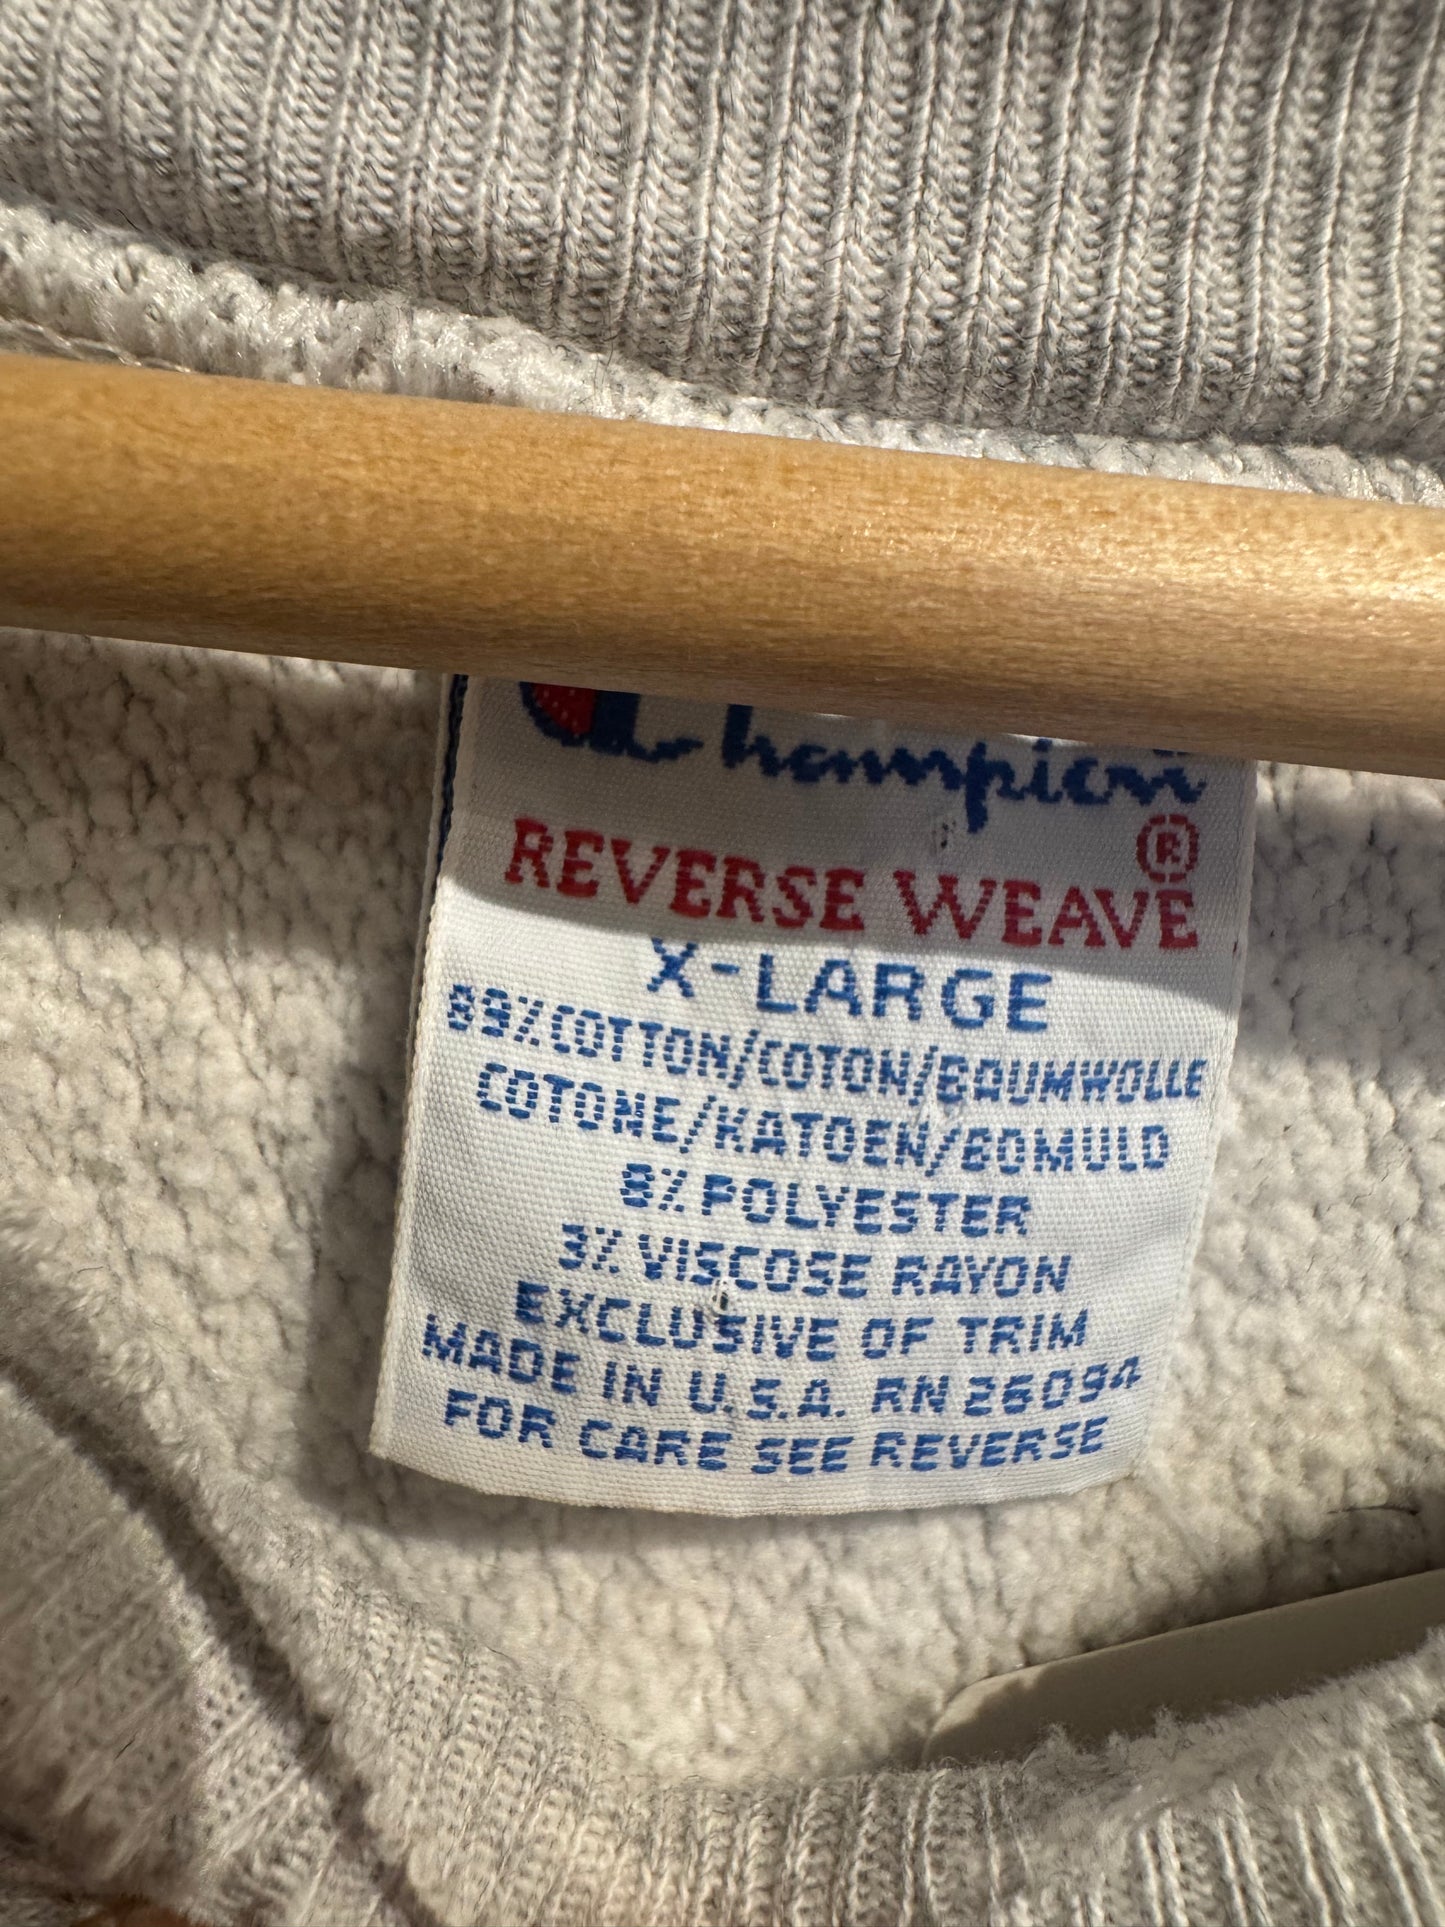 Champion
REVERSE WEAVE®
X-LARGE
89% COTTON/COTON/BAUMWOLLE
COTONE/KATOEN/BOMULD
8% POLYESTER
3% VISCOSE RAYON
EXCLUSIVE OF TRIM
MADE IN U.S.A. RN 26094
FOR CARE SEE REVERSE